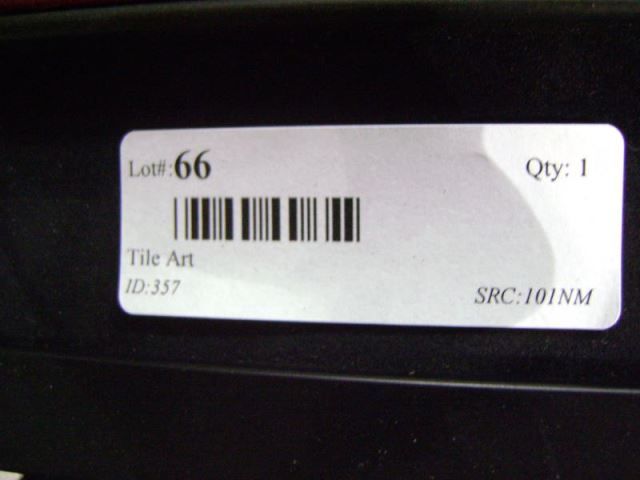 Lot#:66
Qty: 1
Tile Art
ID:357
SRC:101NM